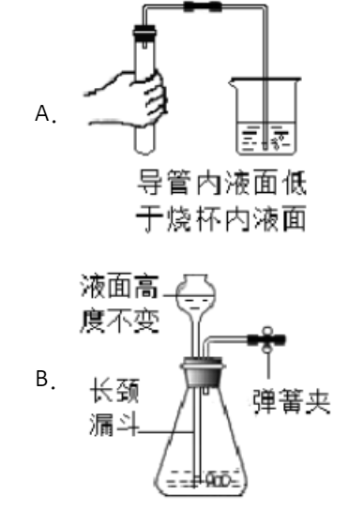 A.
导管内液面低
于烧杯内液面
液面高
度不变
B.
长颈
漏斗
弹簧夹